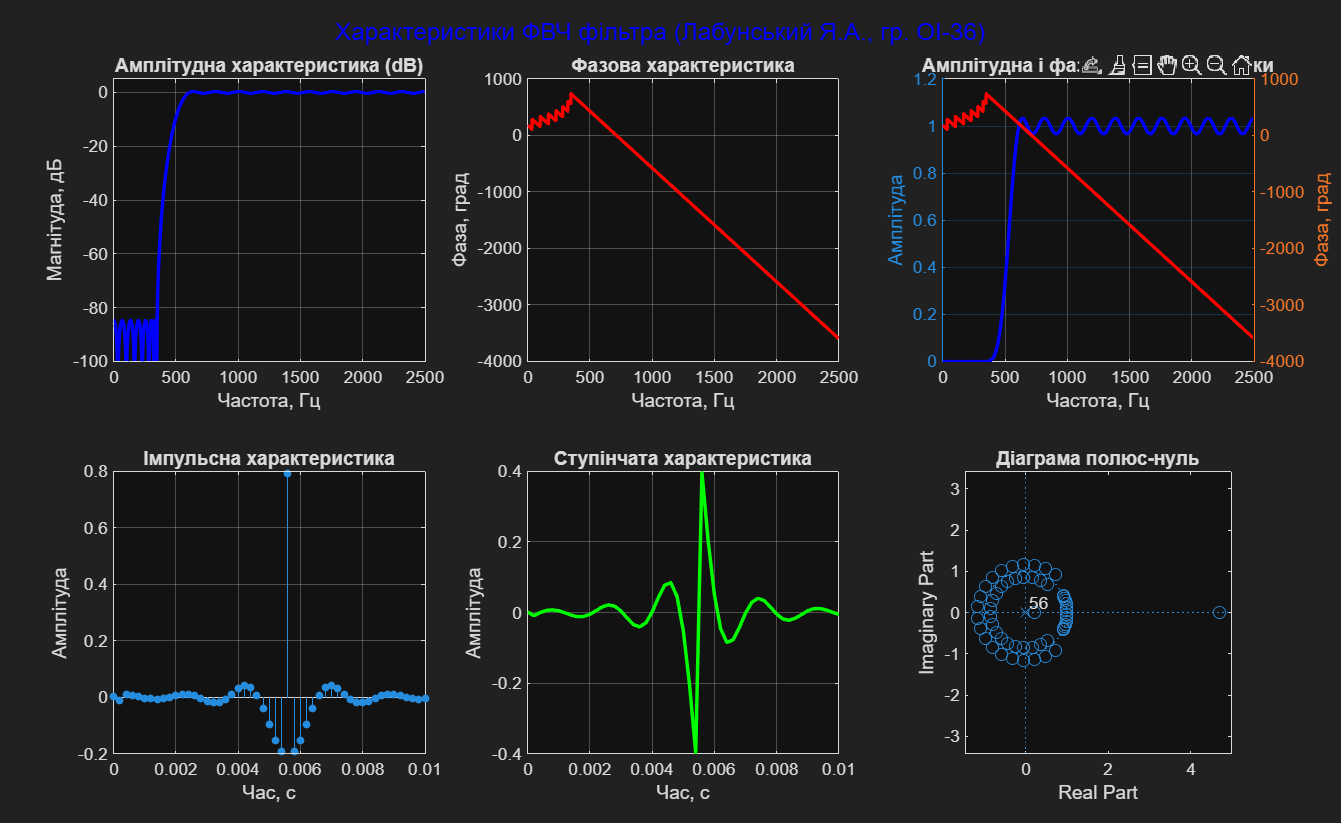 Характеристики ФВЧ фільтра (Лабунський Я.А., гр. ОІ-36)
Амплітудна характеристика (dB)
0
-20
-40
-60
-80
-100
Магнітуда, дБ
0 500 1000 1500 2000 2500
Частота, Гц
Фазова характеристика
1000
0
-1000
-2000
-3000
-4000
Фаза, град
0 500 1000 1500 2000 2500
Частота, Гц
Амплітудна і фа
ки
1.2
1
0.8
0.6
0.4
0.2
0
Амплітуда
1000
0
-1000
-2000
-3000
-4000
Фаза, град
0 500 1000 1500 2000 2500
Частота, Гц
Імпульсна характеристика
0.8
0.6
0.4
0.2
0
-0.2
Амплітуда
0 0.002 0.004 0.006 0.008 0.01
Час, с
Ступінчата характеристика
0.4
0.2
0
-0.2
-0.4
Амплітуда
0 0.002 0.004 0.006 0.008 0.01
Час, с
Діаграма полюс-нуль
3
2
1
0
-1
-2
-3
Imaginary Part
56
0 2 4
Real Part